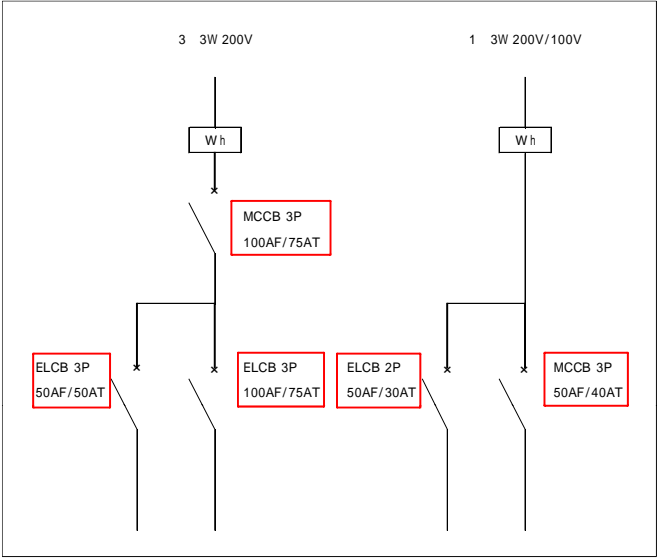 3 3W 200V
1 3W 200V/100V
Wh
Wh
MCCB 3P
100AF/75AT
ELCB 3P
50AF/50AT
ELCB 3P
100AF/75AT
ELCB 2P
50AF/30AT
MCCB 3P
50AF/40AT